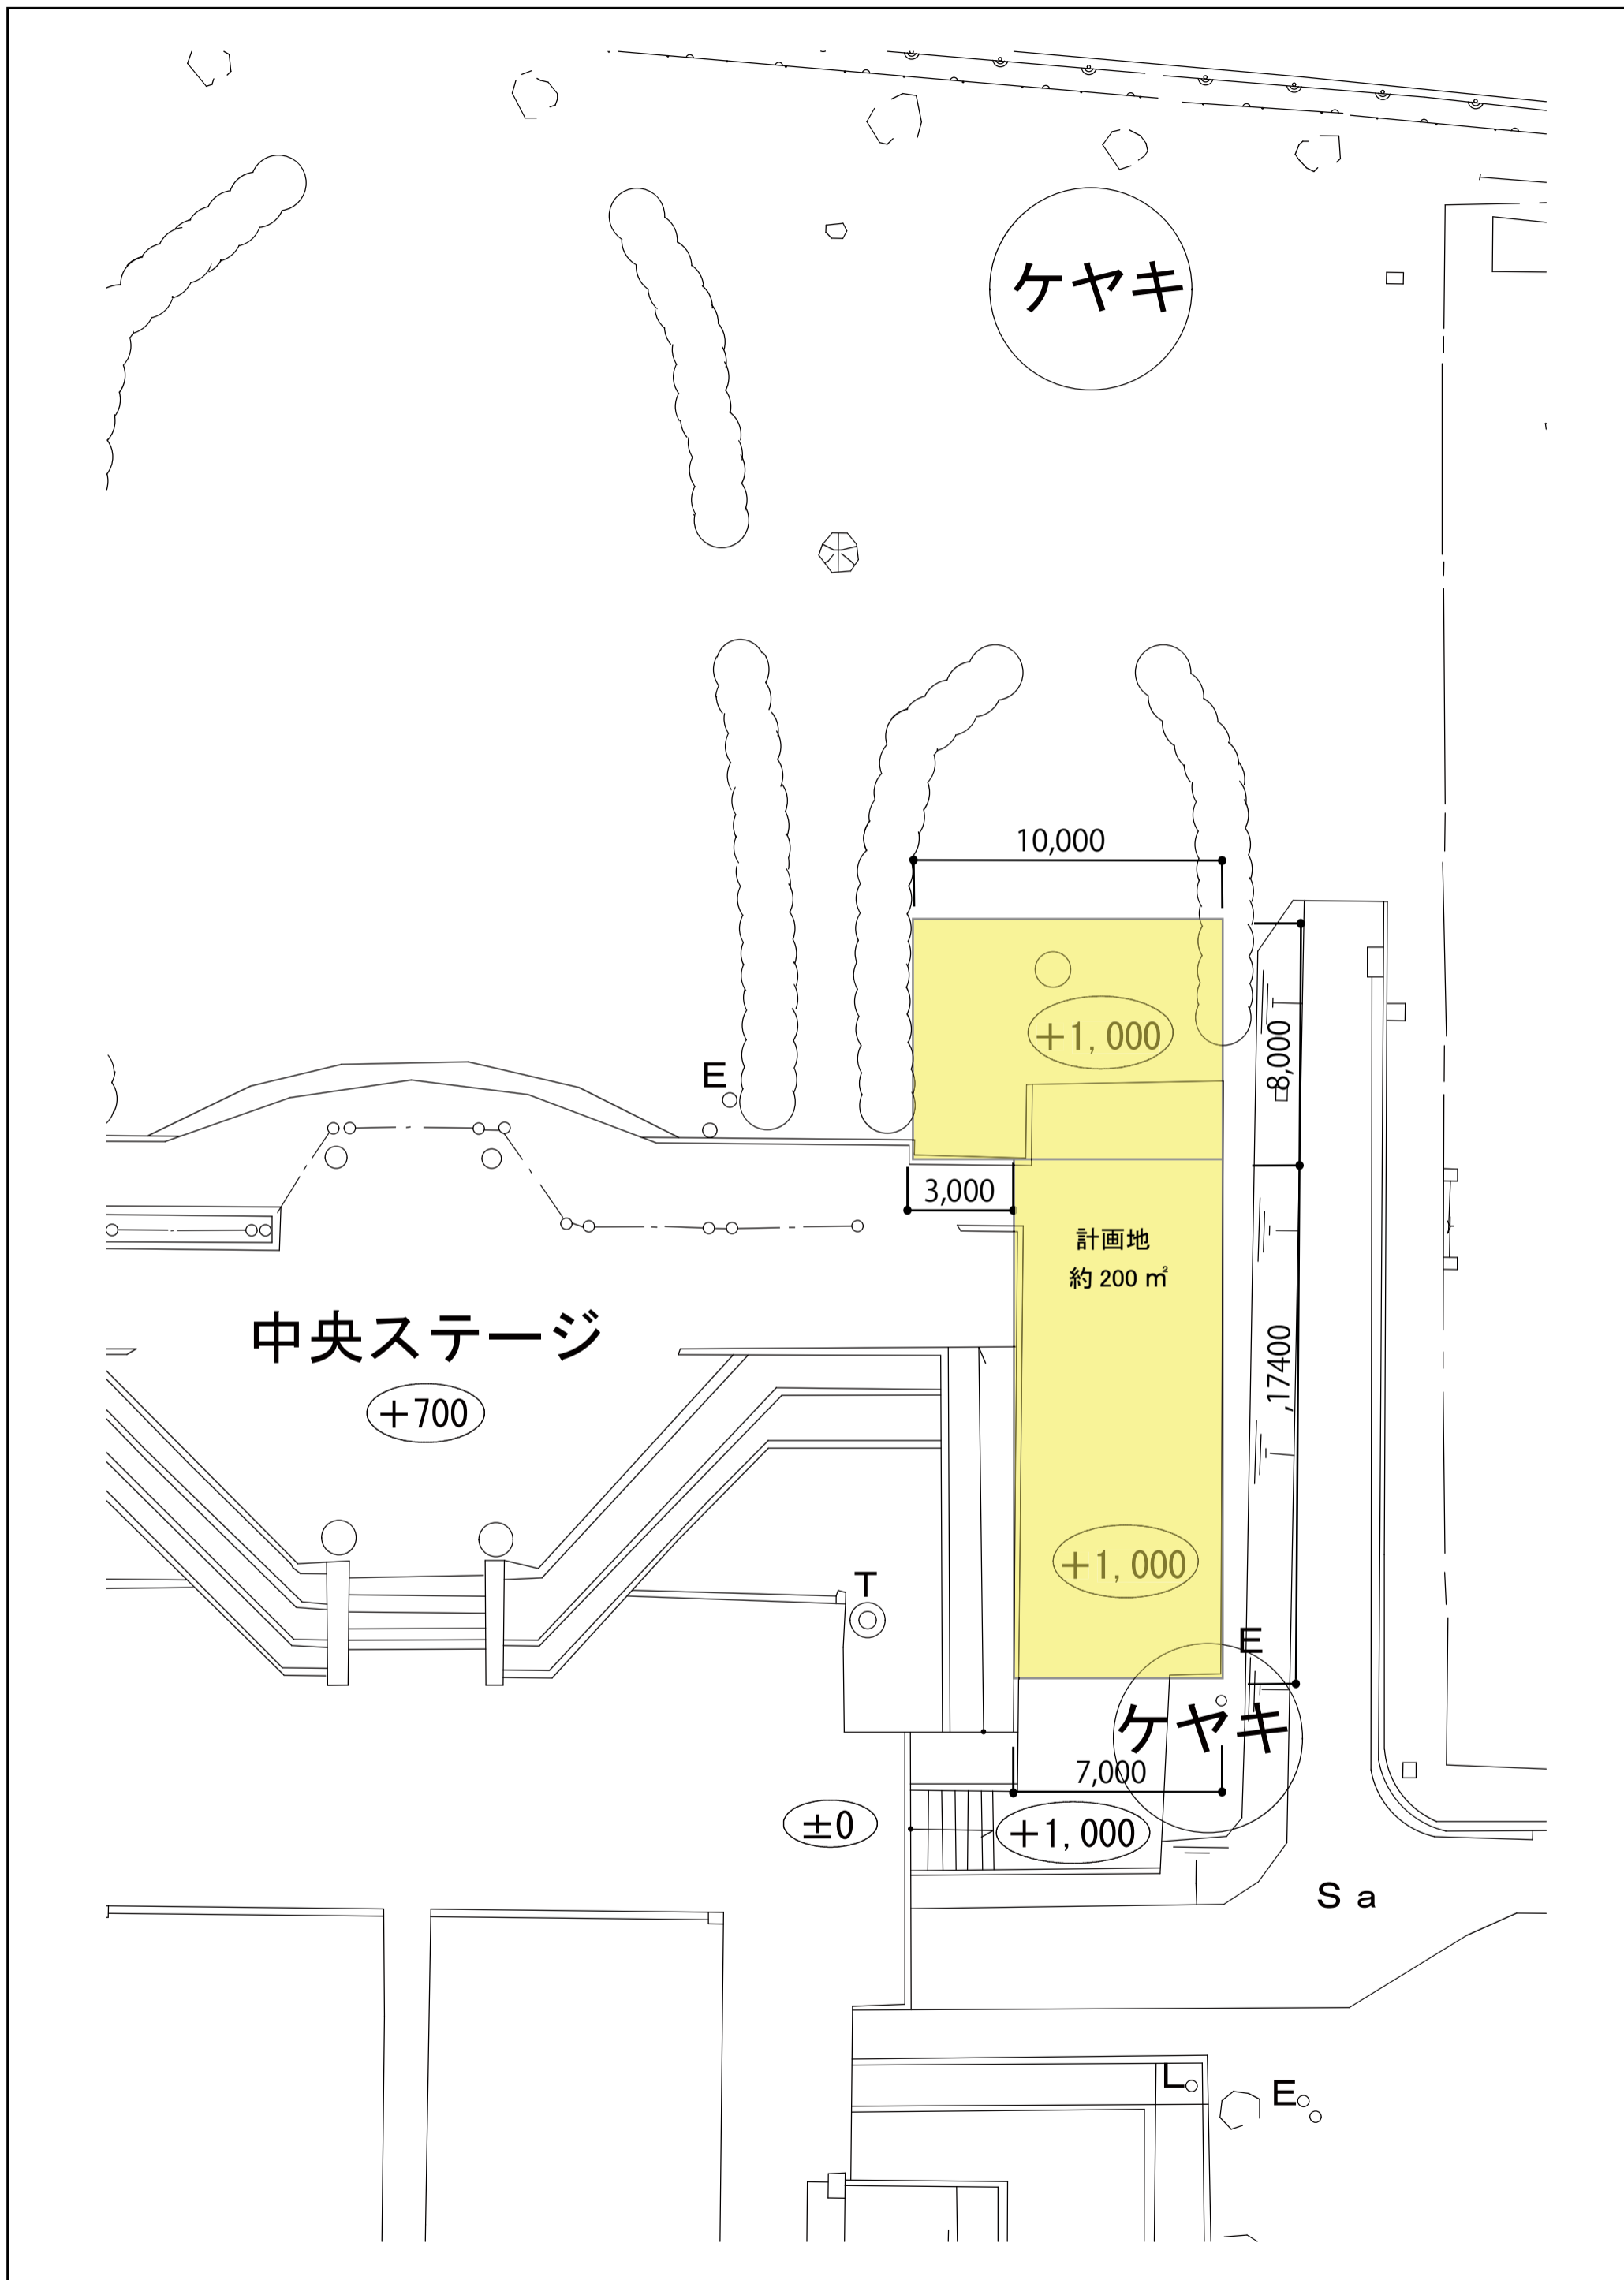 ケヤキ
10,000
+1,000
8,000
E
3,000
計画地
約 200 ㎡
中央ステージ
+700
,17400
+1,000
T
E
ケヤキ
7,000
±0
+1,000
S a
L
E